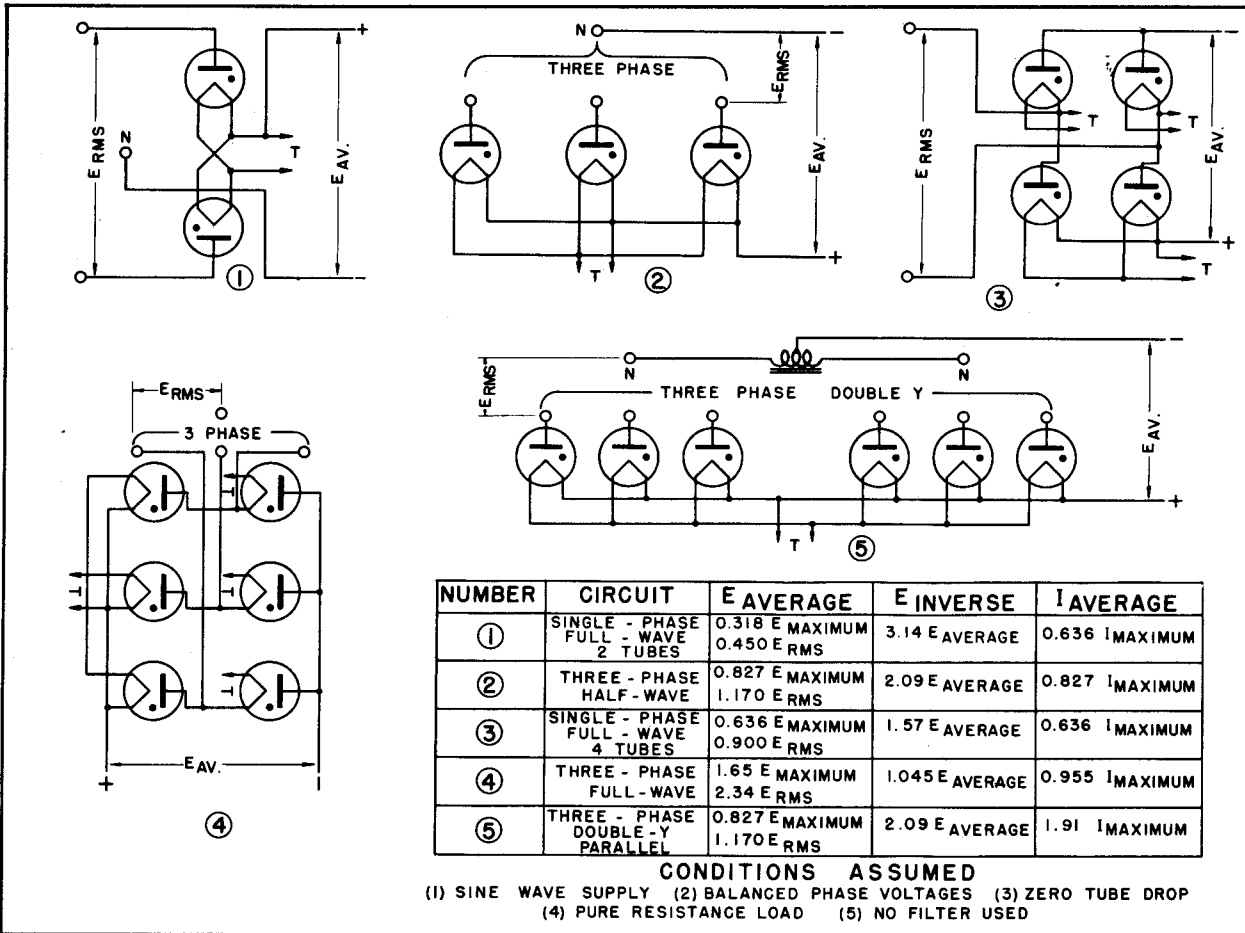 E RMS
N
T
E AV.
+
-
①
N
THREE PHASE
E RMS
E AV.
-
+
T
②
E RMS
T
T
E AV.
-
+
T
③
E RMS
3 PHASE
T
T
T
T
E AV.
+
-
④
E RMS
N
N
THREE PHASE DOUBLE Y
E AV.
-
+
T
⑤
NUMBER CIRCUIT E AVERAGE E INVERSE I AVERAGE
① SINGLE - PHASE FULL - WAVE 2 TUBES 0.318 E MAXIMUM 0.450 E RMS 3.14 E AVERAGE 0.636 I MAXIMUM
② THREE - PHASE HALF - WAVE 0.827 E MAXIMUM 1.170 E RMS 2.09 E AVERAGE 0.827 I MAXIMUM
③ SINGLE - PHASE FULL - WAVE 4 TUBES 0.636 E MAXIMUM 0.900 E RMS 1.57 E AVERAGE 0.636 I MAXIMUM
④ THREE - PHASE FULL - WAVE 1.65 E MAXIMUM 2.34 E RMS 1.045 E AVERAGE 0.955 I MAXIMUM
⑤ THREE - PHASE DOUBLE - Y PARALLEL 0.827 E MAXIMUM 1.170 E RMS 2.09 E AVERAGE 1.91 I MAXIMUM
CONDITIONS ASSUMED
(1) SINE WAVE SUPPLY (2) BALANCED PHASE VOLTAGES (3) ZERO TUBE DROP
(4) PURE RESISTANCE LOAD (5) NO FILTER USED